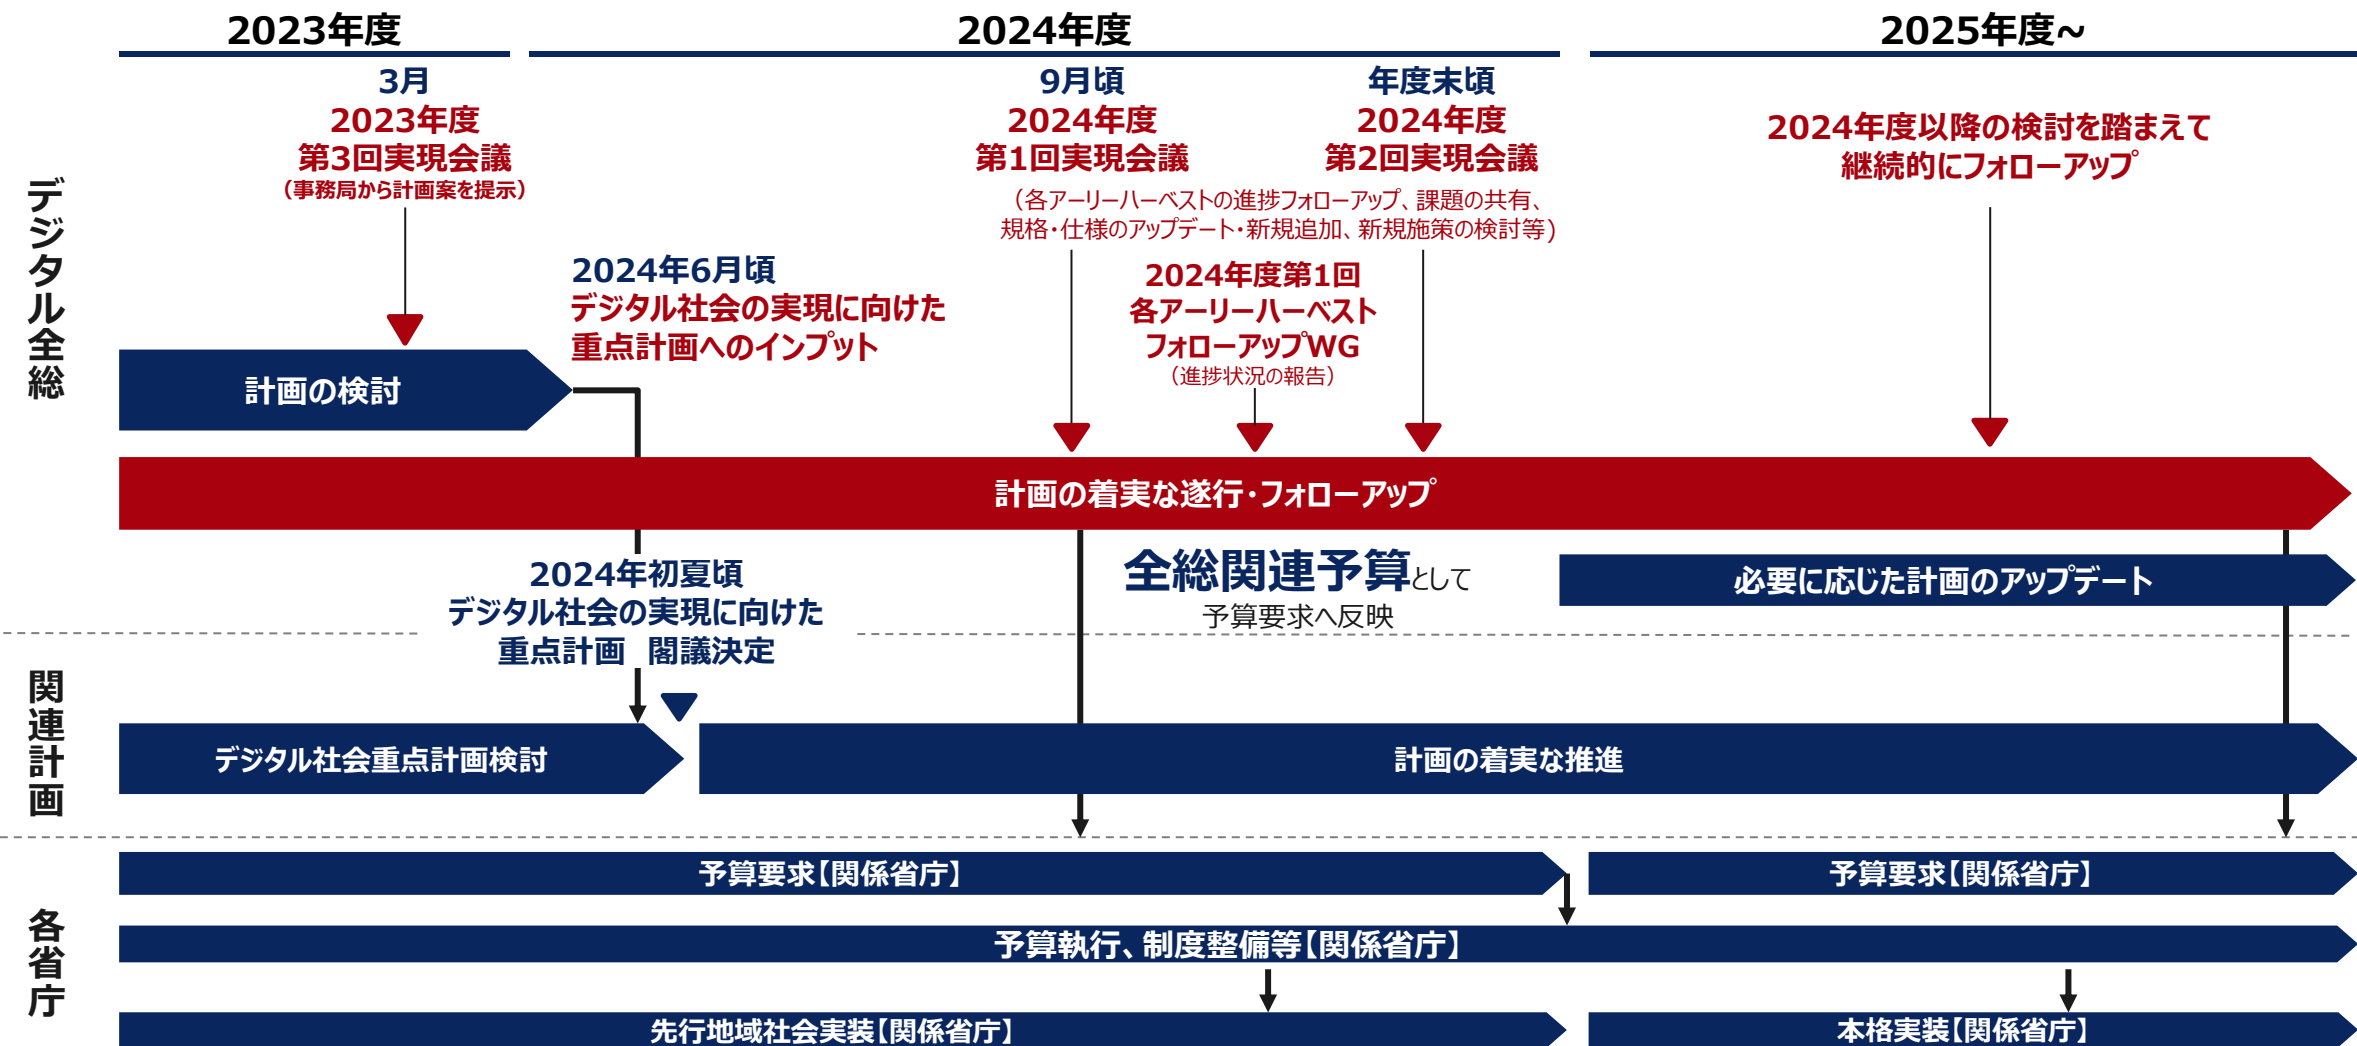 2023年度
2024年度
2025年度~
3月
2023年度
第3回実現会議
（事務局から計画案を提示）
9月頃
2024年度
第1回実現会議
年度末頃
2024年度
第2回実現会議
（各アーリーハーベストの進捗フォローアップ、課題の共有、
規格・仕様のアップデート・新規追加、新規施策の検討等)
2024年度以降の検討を踏まえて
継続的にフォローアップ
デジタル全総
2024年6月頃
デジタル社会の実現に向けた
重点計画へのインプット
2024年度第1回
各アーリーハーベスト
フォローアップWG
（進捗状況の報告）
計画の検討
計画の着実な遂行・フォローアップ
2024年初夏頃
デジタル社会の実現に向けた
重点計画　閣議決定
全総関連予算として
予算要求へ反映
必要に応じた計画のアップデート
関連計画
デジタル社会重点計画検討
計画の着実な推進
各省庁
予算要求【関係省庁】
予算要求【関係省庁】
予算執行、制度整備等【関係省庁】
先行地域社会実装【関係省庁】
本格実装【関係省庁】